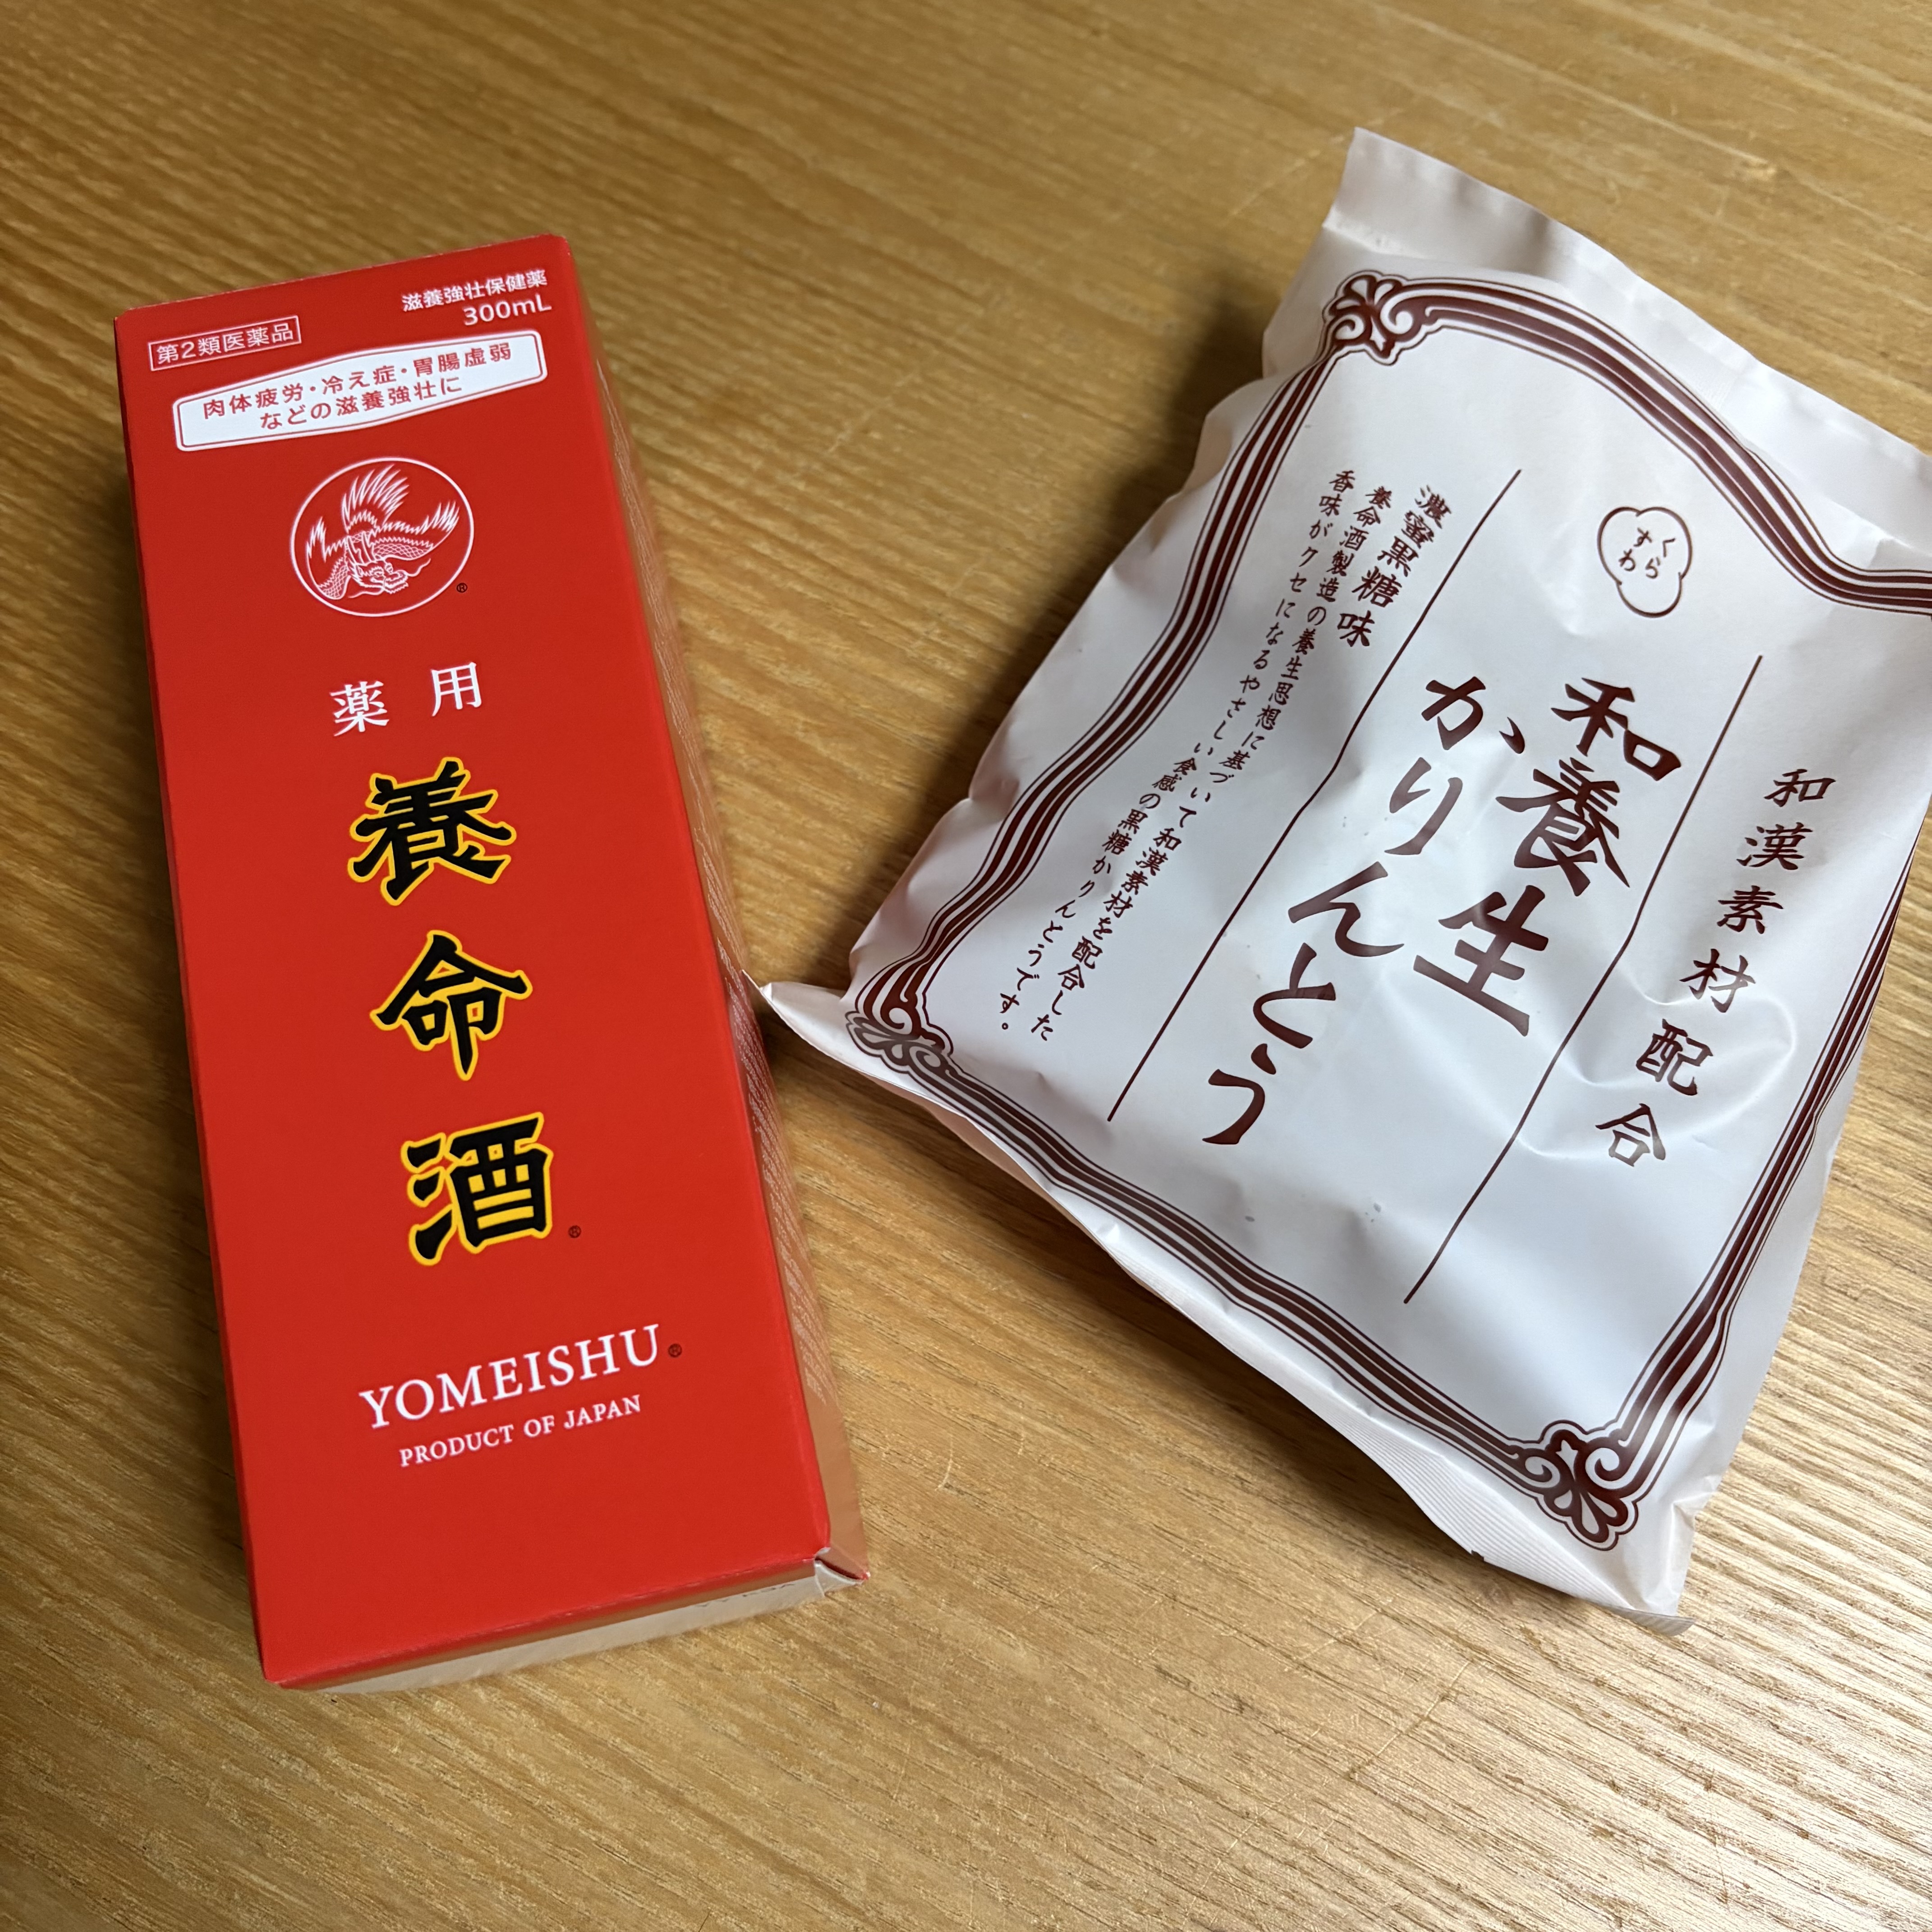 第2類医薬品
滋養強壮保健薬
300mL
肉体疲労・冷え症・胃腸虚弱
などの滋養強壮に
薬用
養命酒
YOMEISHU
PRODUCT OF JAPAN
和漢素材配合
くら
すわ
和養生
かりんとう
濃蜜黒糖味
養命酒製造の養生思想に基づいて和漢素材を配合した
香味がクセになるやさしい食感の黒糖かりんとうです。